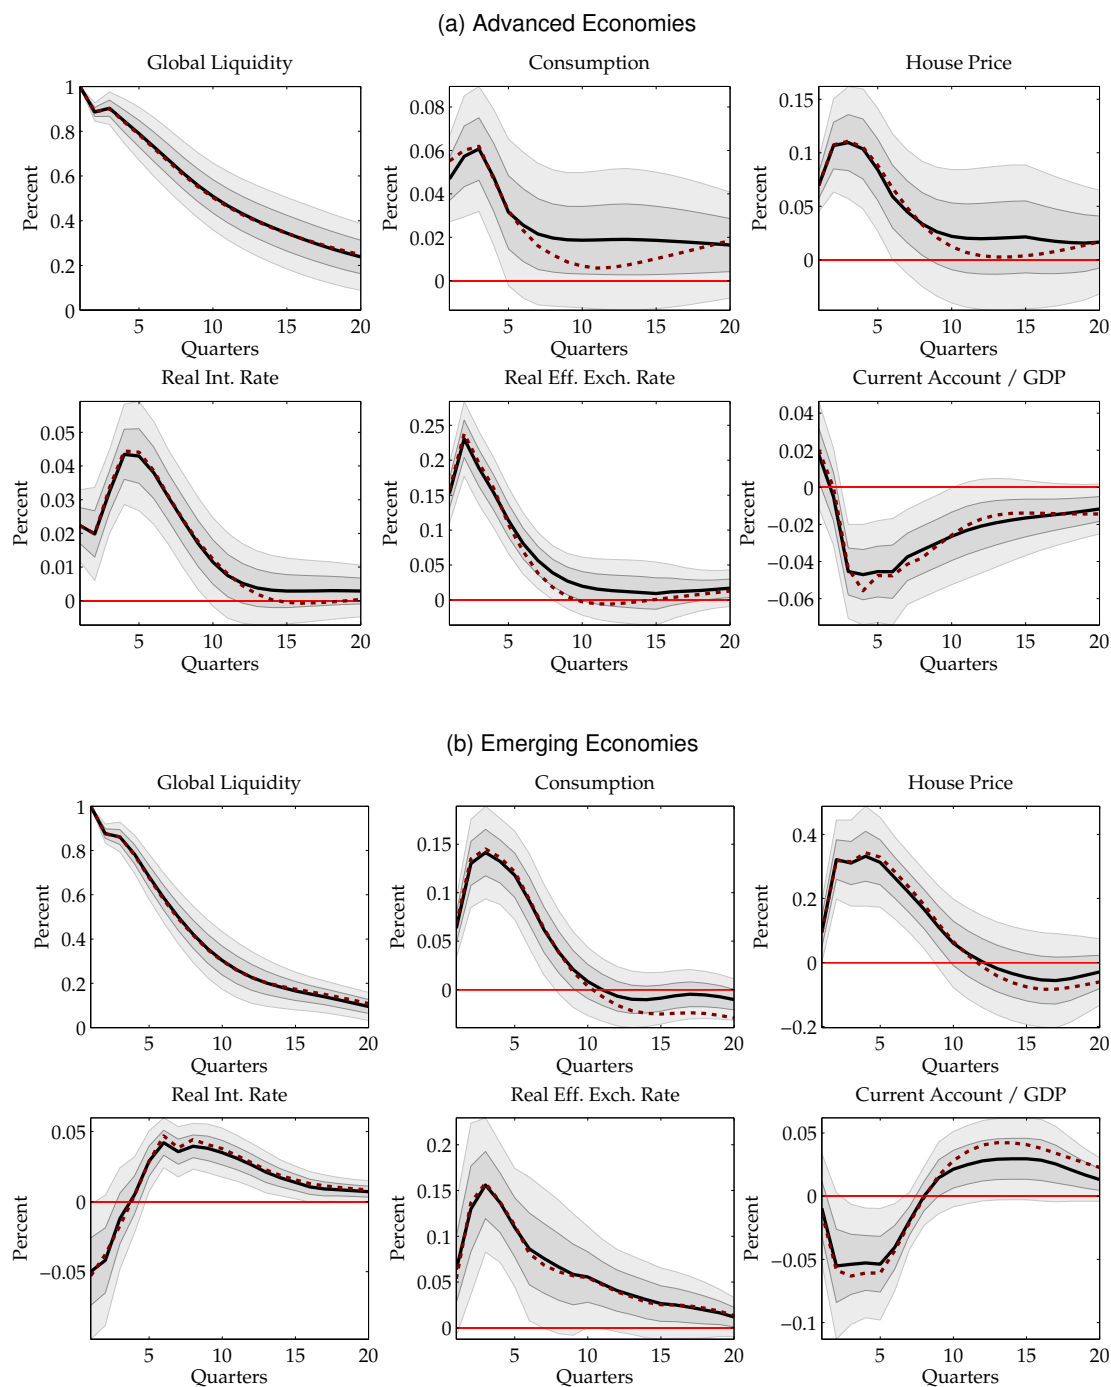 (a) Advanced Economies
Global Liquidity
Consumption
House Price
Percent
1
0.8
0.6
0.4
0.2
0
5 10 15 20
Quarters
Percent
0.08
0.06
0.04
0.02
0
5 10 15 20
Quarters
Percent
0.15
0.1
0.05
0
5 10 15 20
Quarters
Real Int. Rate
Real Eff. Exch. Rate
Current Account / GDP
Percent
0.05
0.04
0.03
0.02
0.01
0
5 10 15 20
Quarters
Percent
0.25
0.2
0.15
0.1
0.05
0
5 10 15 20
Quarters
Percent
0.04
0.02
0
−0.02
−0.04
−0.06
5 10 15 20
Quarters
(b) Emerging Economies
Global Liquidity
Consumption
House Price
Percent
1
0.8
0.6
0.4
0.2
0
5 10 15 20
Quarters
Percent
0.15
0.1
0.05
0
5 10 15 20
Quarters
Percent
0.4
0.2
0
−0.2
5 10 15 20
Quarters
Real Int. Rate
Real Eff. Exch. Rate
Current Account / GDP
Percent
0.05
0
−0.05
5 10 15 20
Quarters
Percent
0.2
0.15
0.1
0.05
0
5 10 15 20
Quarters
Percent
0.05
0
−0.05
−0.1
5 10 15 20
Quarters